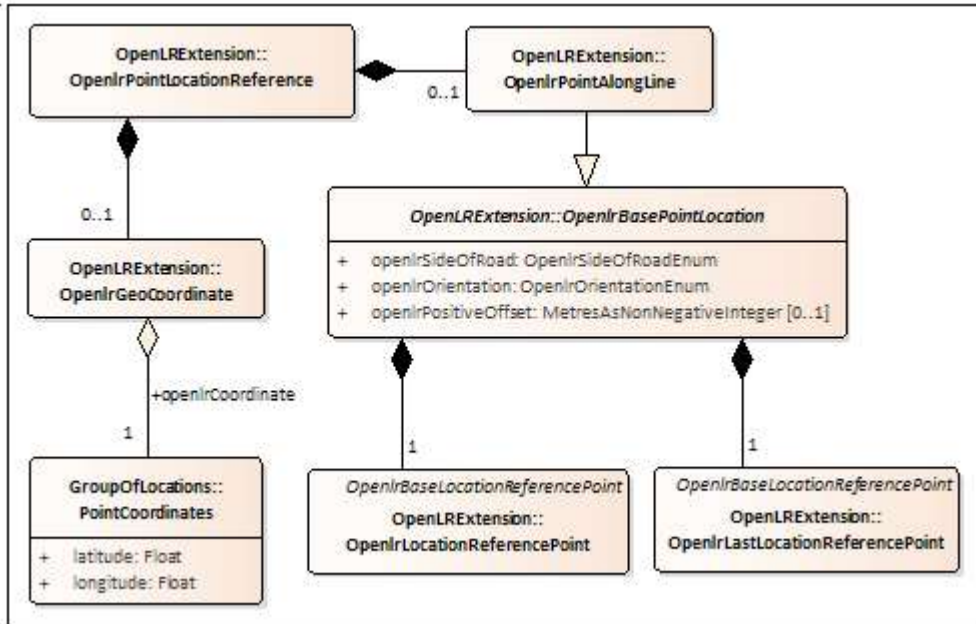 OpenLRExtension::
OpenlrPointLocationReference
0..1
OpenLRExtension::
OpenlrPointAlongLine
0..1
OpenLRExtension::
OpenlrGeoCoordinate
+openlrCoordinate
1
GroupOfLocations::
PointCoordinates
+ latitude: Float
+ longitude: Float
OpenLRExtension::OpenlrBasePointLocation
+ openlrSideOfRoad: OpenlrSideOfRoadEnum
+ openlrOrientation: OpenlrOrientationEnum
+ openlrPositiveOffset: MetresAsNonNegativeInteger [0..1]
1
OpenlrBaseLocationReferencePoint
OpenLRExtension::
OpenlrLocationReferencePoint
1
OpenlrBaseLocationReferencePoint
OpenLRExtension::
OpenlrLastLocationReferencePoint